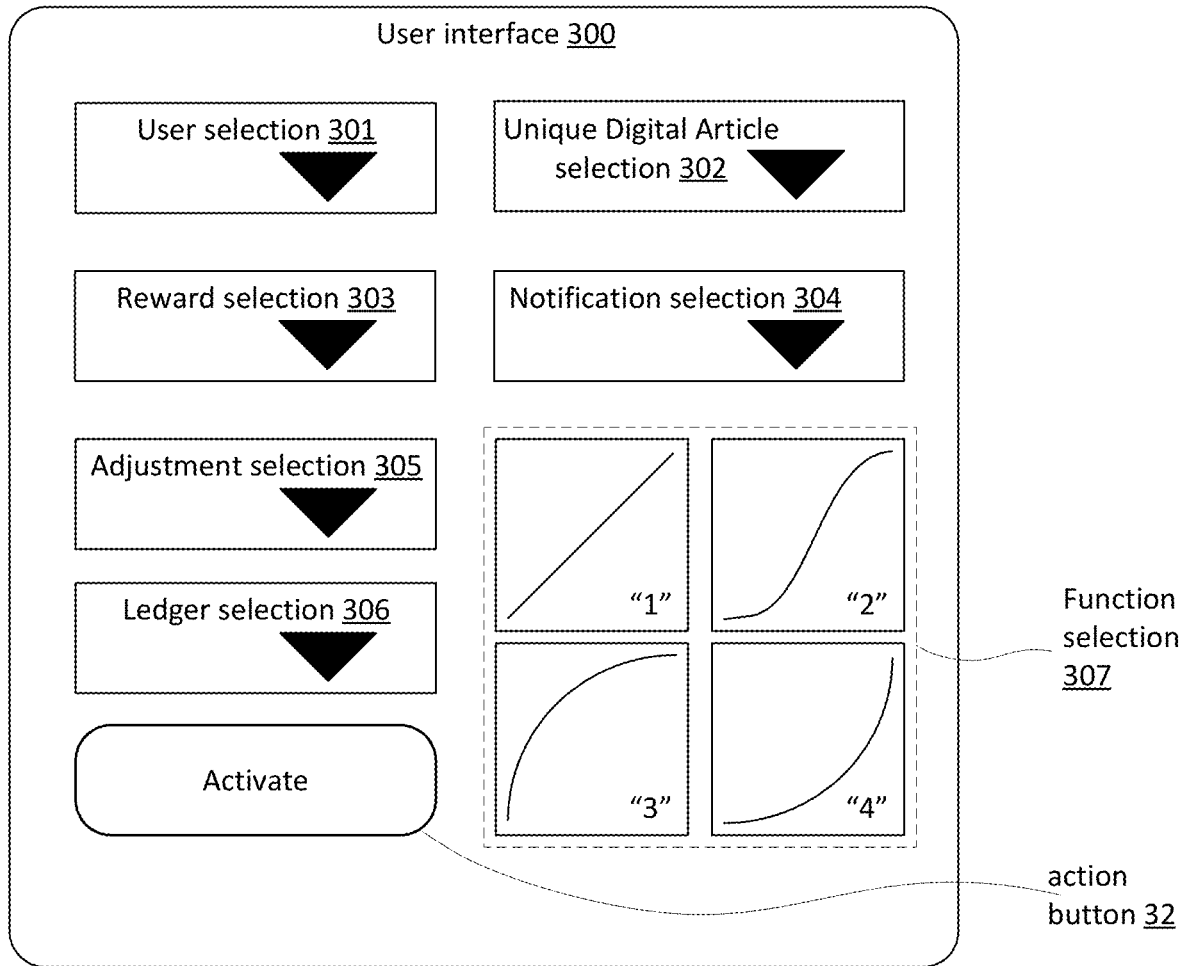 User interface 300
User selection 301
Unique Digital Article
selection 302
Reward selection 303
Notification selection 304
Adjustment selection 305
Ledger selection 306
Activate
“1”
“2”
“3”
“4”
Function
selection
307
action
button 32